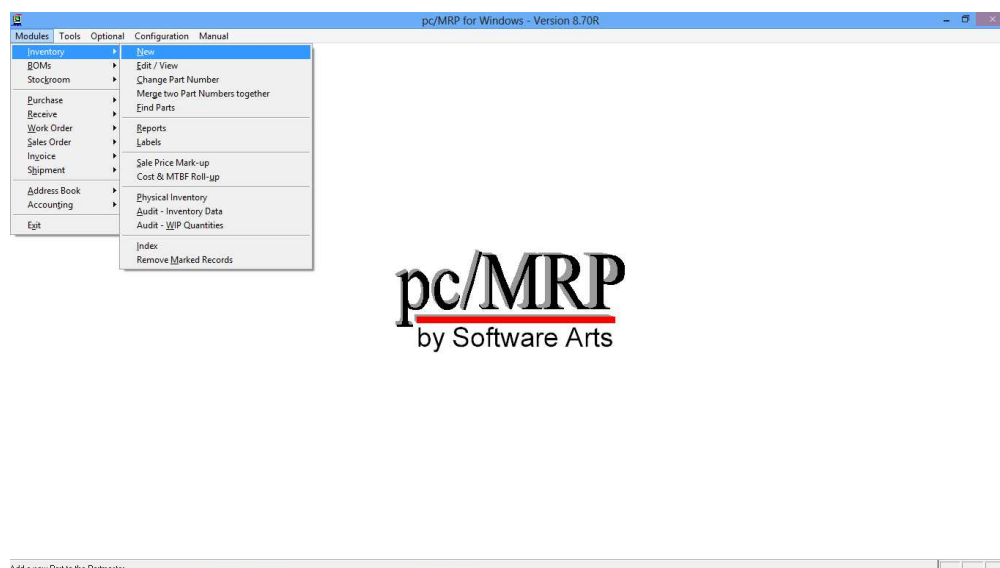 pc/MRP for Windows - Version 8.70R
Modules Tools Optional Configuration Manual
Inventory
BOMs
Stockroom
Purchase
Receive
Work Order
Sales Order
Invoice
Shipment
Address Book
Accounting
Exit
New
Edit / View
Change Part Number
Merge two Part Numbers together
Find Parts
Reports
Labels
Sale Price Mark-up
Cost & MTBF Roll-up
Physical Inventory
Audit - Inventory Data
Audit - WIP Quantities
Index
Remove Marked Records
pc/MRP
by Software Arts
Add a new Part to the Partmaster